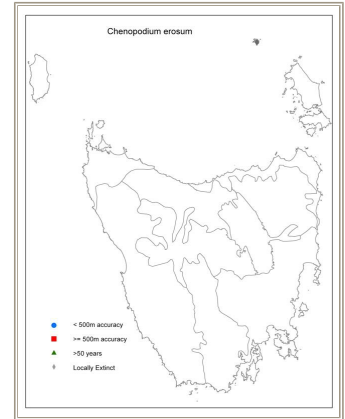 Chenopodium erosum
< 500m accuracy
>= 500m accuracy
>50 years
Locally Extinct